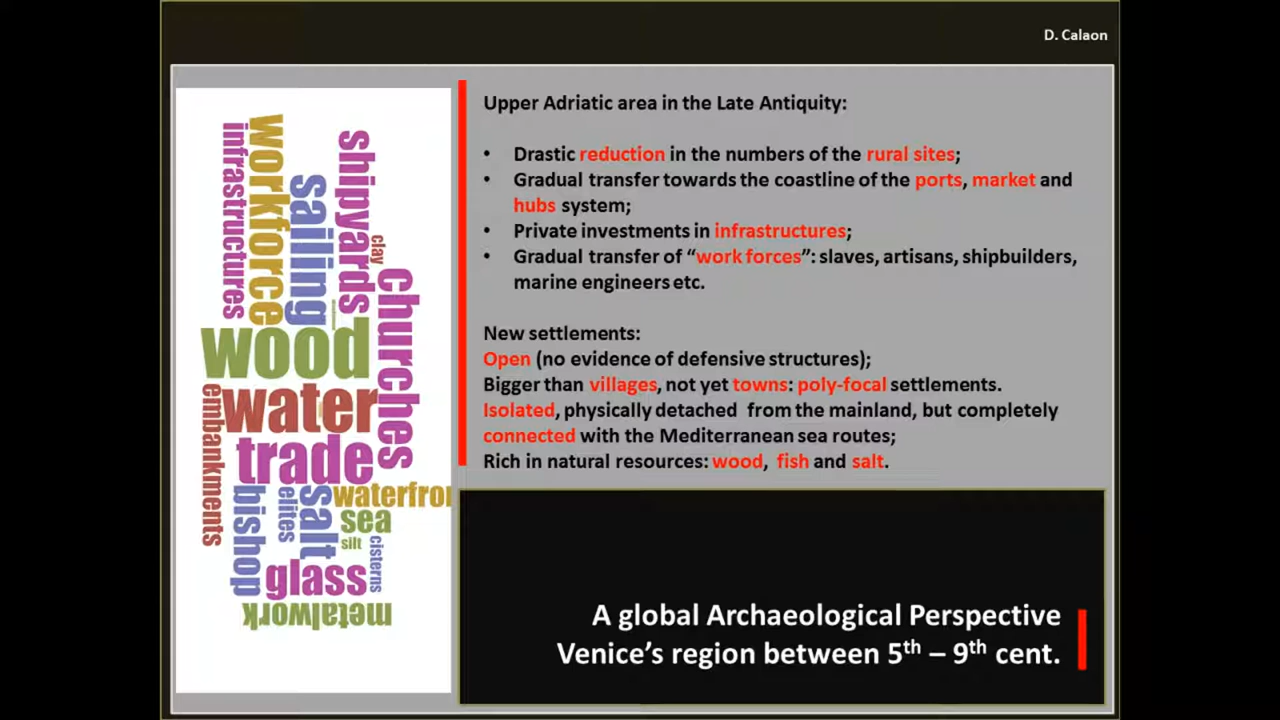 D. Calaon
Upper Adriatic area in the Late Antiquity:
• Drastic reduction in the numbers of the rural sites;
• Gradual transfer towards the coastline of the ports, market and
hubs system;
• Private investments in infrastructures;
• Gradual transfer of “work forces”: slaves, artisans, shipbuilders,
marine engineers etc.
New settlements:
Open (no evidence of defensive structures);
Bigger than villages, not yet towns: poly-focal settlements.
Isolated, physically detached from the mainland, but completely
connected with the Mediterranean sea routes;
Rich in natural resources: wood, fish and salt.
infrastructures
workforce
sailing
shipyards
clay
churches
wood
water
embankments
trade
bishop
elites
salt
waterfron
sea
silt
cisterns
glass
metalwork
A global Archaeological Perspective
Venice’s region between 5th – 9th cent.